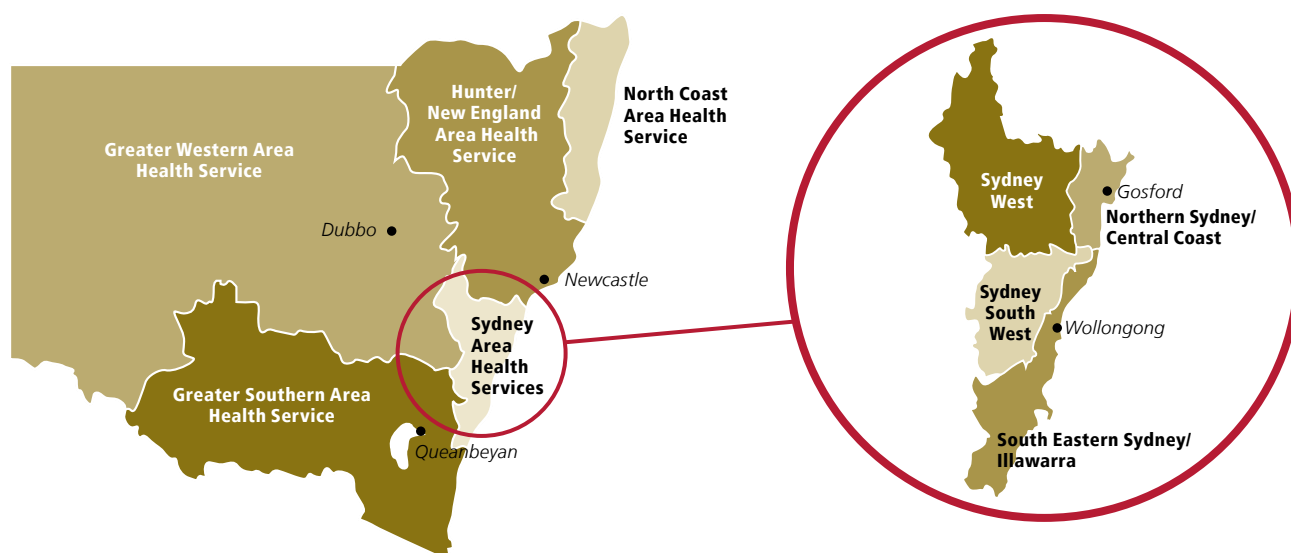 Greater Western Area
Health Service
Hunter/
New England
Area Health
Service
North Coast
Area Health
Service
Dubbo
Newcastle
Sydney
Area
Health
Services
Greater Southern Area
Health Service
Queanbeyan
Sydney
West
Gosford
Northern Sydney/
Central Coast
Sydney
South
West
Wollongong
South Eastern Sydney/
Illawarra